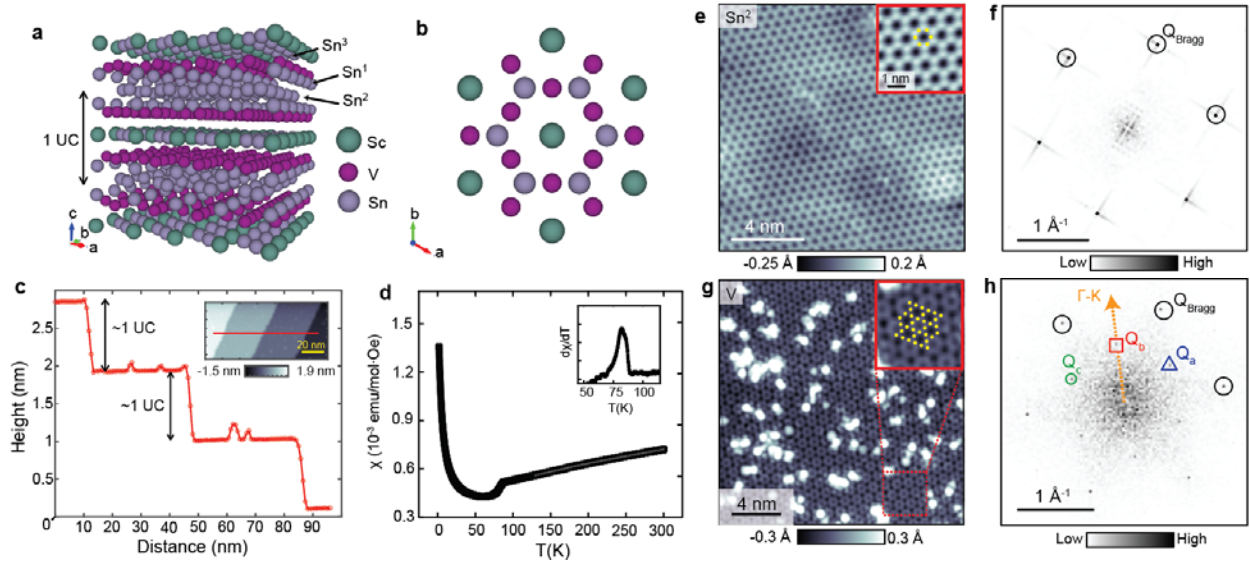 a
Sn³
Sn¹
Sn²
1 UC
Sc
V
Sn
c
b
a
b
b
a
c
~1 UC
~1 UC
20 nm
-1.5 nm
1.9 nm
Height (nm)
2.5
2
1.5
1
0.5
0
10 20 30 40 50 60 70 80 90
Distance (nm)
d
χ (10⁻³ emu/mol·Oe)
1.5
1.2
0.9
0.6
0.3
0 50 100 150 200 250 300
T(K)
dχ/dT
50 100
T(K)
e
Sn²
1 nm
4 nm
-0.25 Å
0.2 Å
f
Q_Bragg
1 Å⁻¹
Low
High
g
V
4 nm
-0.3 Å
0.3 Å
h
Γ-K
Q_Bragg
Q_b
Q_a
Q_c
1 Å⁻¹
Low
High